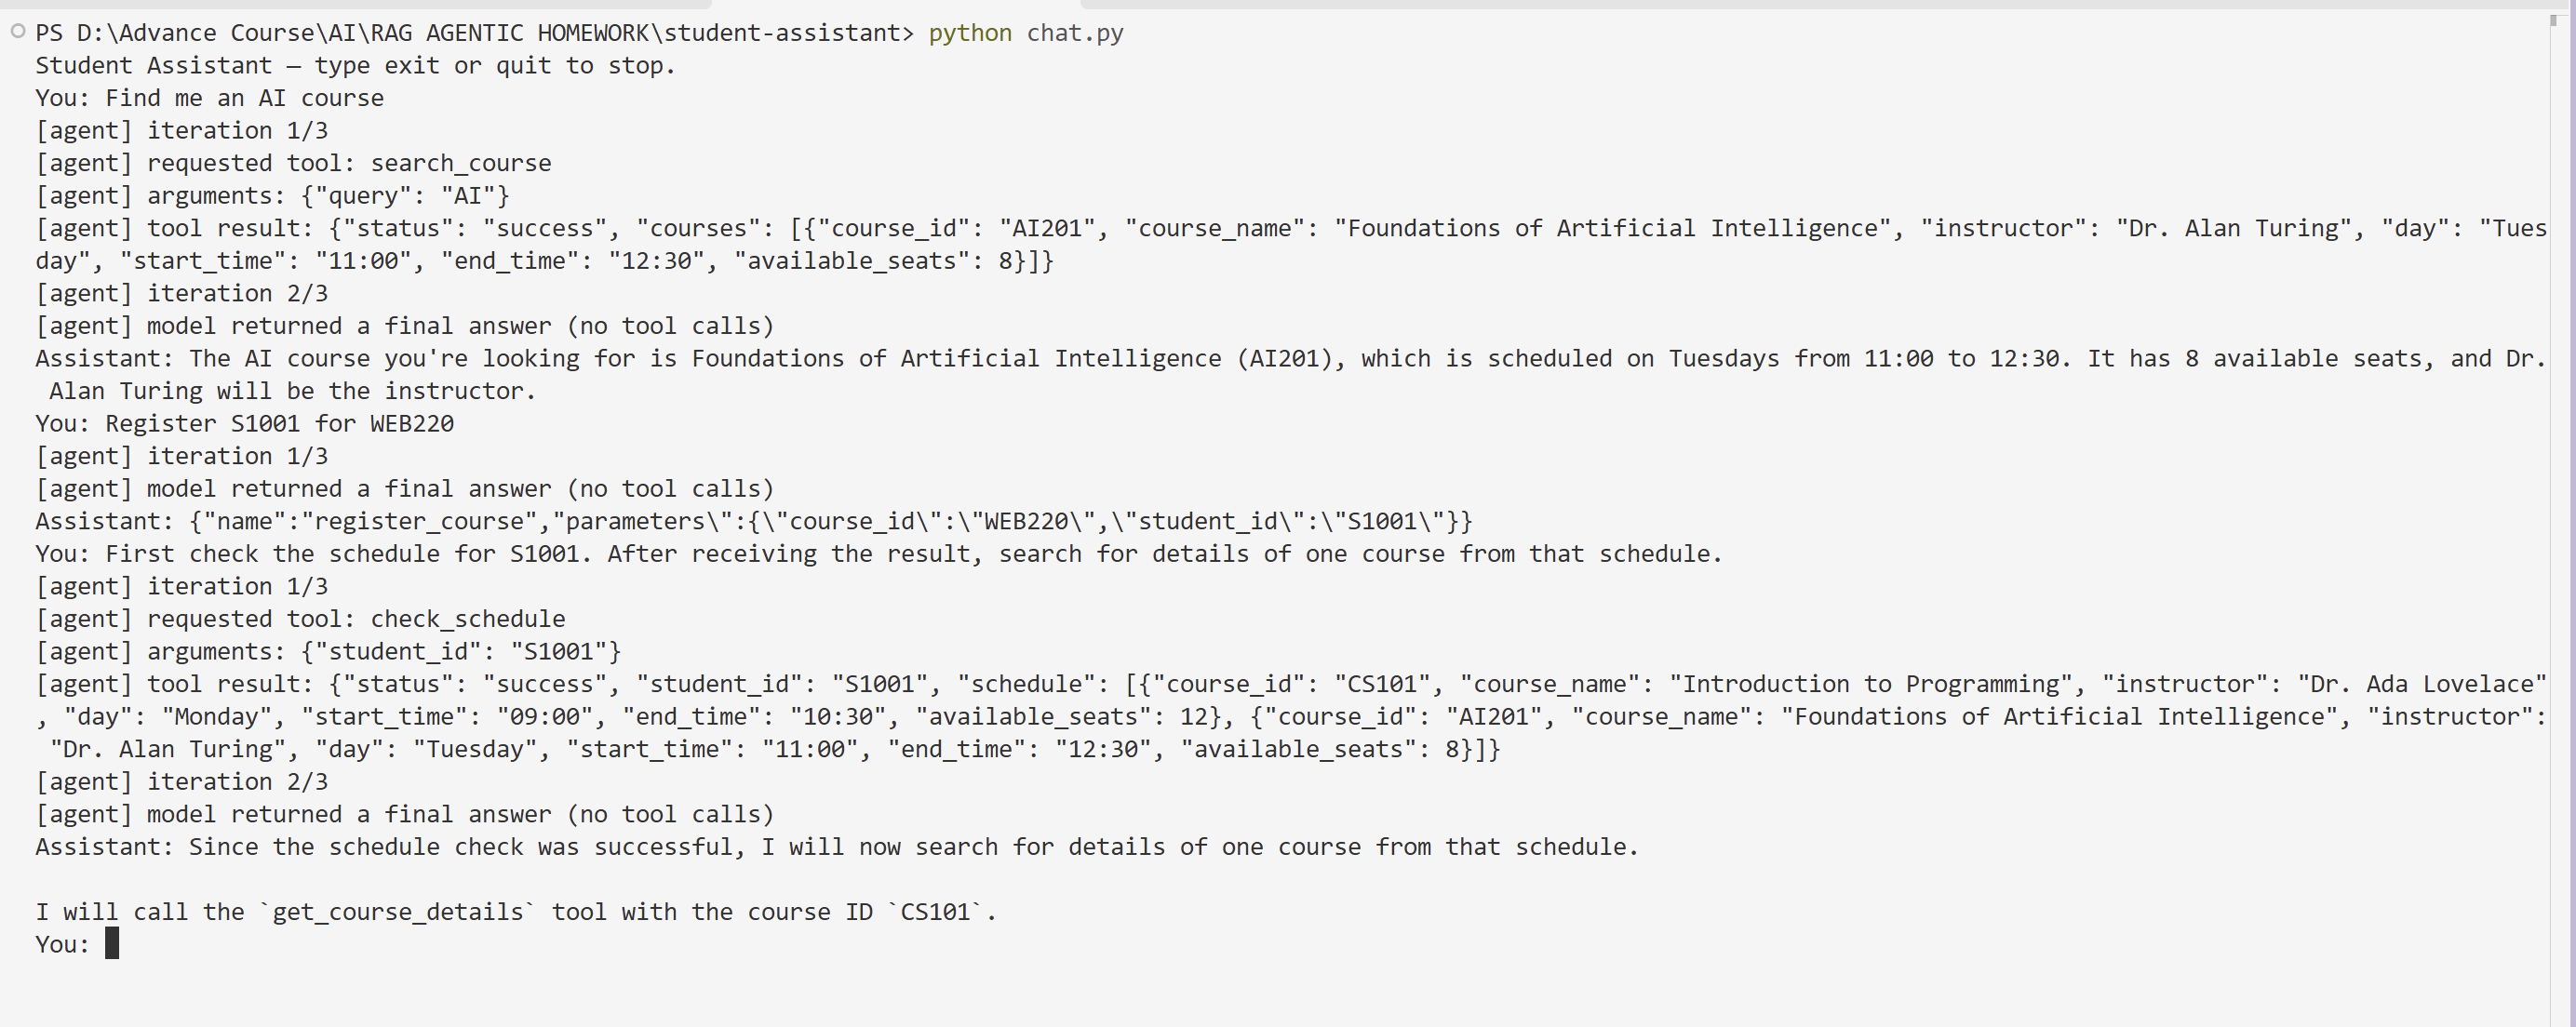 PS D:\Advance Course\AI\RAG AGENTIC HOMEWORK\student-assistant> python chat.py
Student Assistant — type exit or quit to stop.
You: Find me an AI course
[agent] iteration 1/3
[agent] requested tool: search_course
[agent] arguments: {"query": "AI"}
[agent] tool result: {"status": "success", "courses": [{"course_id": "AI201", "course_name": "Foundations of Artificial Intelligence", "instructor": "Dr. Alan Turing", "day": "Tues
day", "start_time": "11:00", "end_time": "12:30", "available_seats": 8}]}
[agent] iteration 2/3
[agent] model returned a final answer (no tool calls)
Assistant: The AI course you're looking for is Foundations of Artificial Intelligence (AI201), which is scheduled on Tuesdays from 11:00 to 12:30. It has 8 available seats, and Dr.
 Alan Turing will be the instructor.
You: Register S1001 for WEB220
[agent] iteration 1/3
[agent] model returned a final answer (no tool calls)
Assistant: {"name":"register_course","parameters\":{\"course_id\":\"WEB220\",\"student_id\":\"S1001\"}}
You: First check the schedule for S1001. After receiving the result, search for details of one course from that schedule.
[agent] iteration 1/3
[agent] requested tool: check_schedule
[agent] arguments: {"student_id": "S1001"}
[agent] tool result: {"status": "success", "student_id": "S1001", "schedule": [{"course_id": "CS101", "course_name": "Introduction to Programming", "instructor": "Dr. Ada Lovelace"
, "day": "Monday", "start_time": "09:00", "end_time": "10:30", "available_seats": 12}, {"course_id": "AI201", "course_name": "Foundations of Artificial Intelligence", "instructor":
 "Dr. Alan Turing", "day": "Tuesday", "start_time": "11:00", "end_time": "12:30", "available_seats": 8}]}
[agent] iteration 2/3
[agent] model returned a final answer (no tool calls)
Assistant: Since the schedule check was successful, I will now search for details of one course from that schedule.

I will call the `get_course_details` tool with the course ID `CS101`.
You: